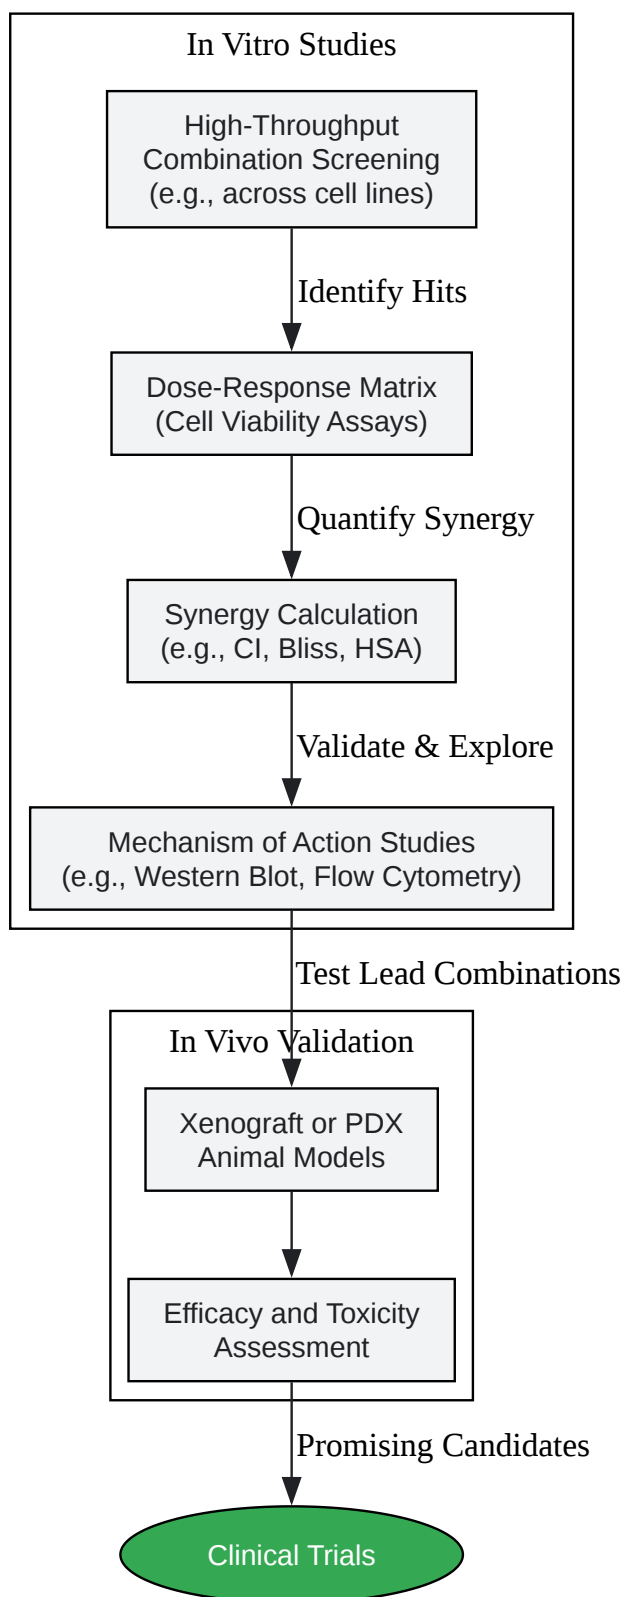 In Vitro Studies
High-Throughput
Combination Screening
(e.g., across cell lines)
Identify Hits
Dose-Response Matrix
(Cell Viability Assays)
Quantify Synergy
Synergy Calculation
(e.g., CI, Bliss, HSA)
Validate & Explore
Mechanism of Action Studies
(e.g., Western Blot, Flow Cytometry)
Test Lead Combinations
In Vivo Validation
Xenograft or PDX
Animal Models
Efficacy and Toxicity
Assessment
Promising Candidates
Clinical Trials